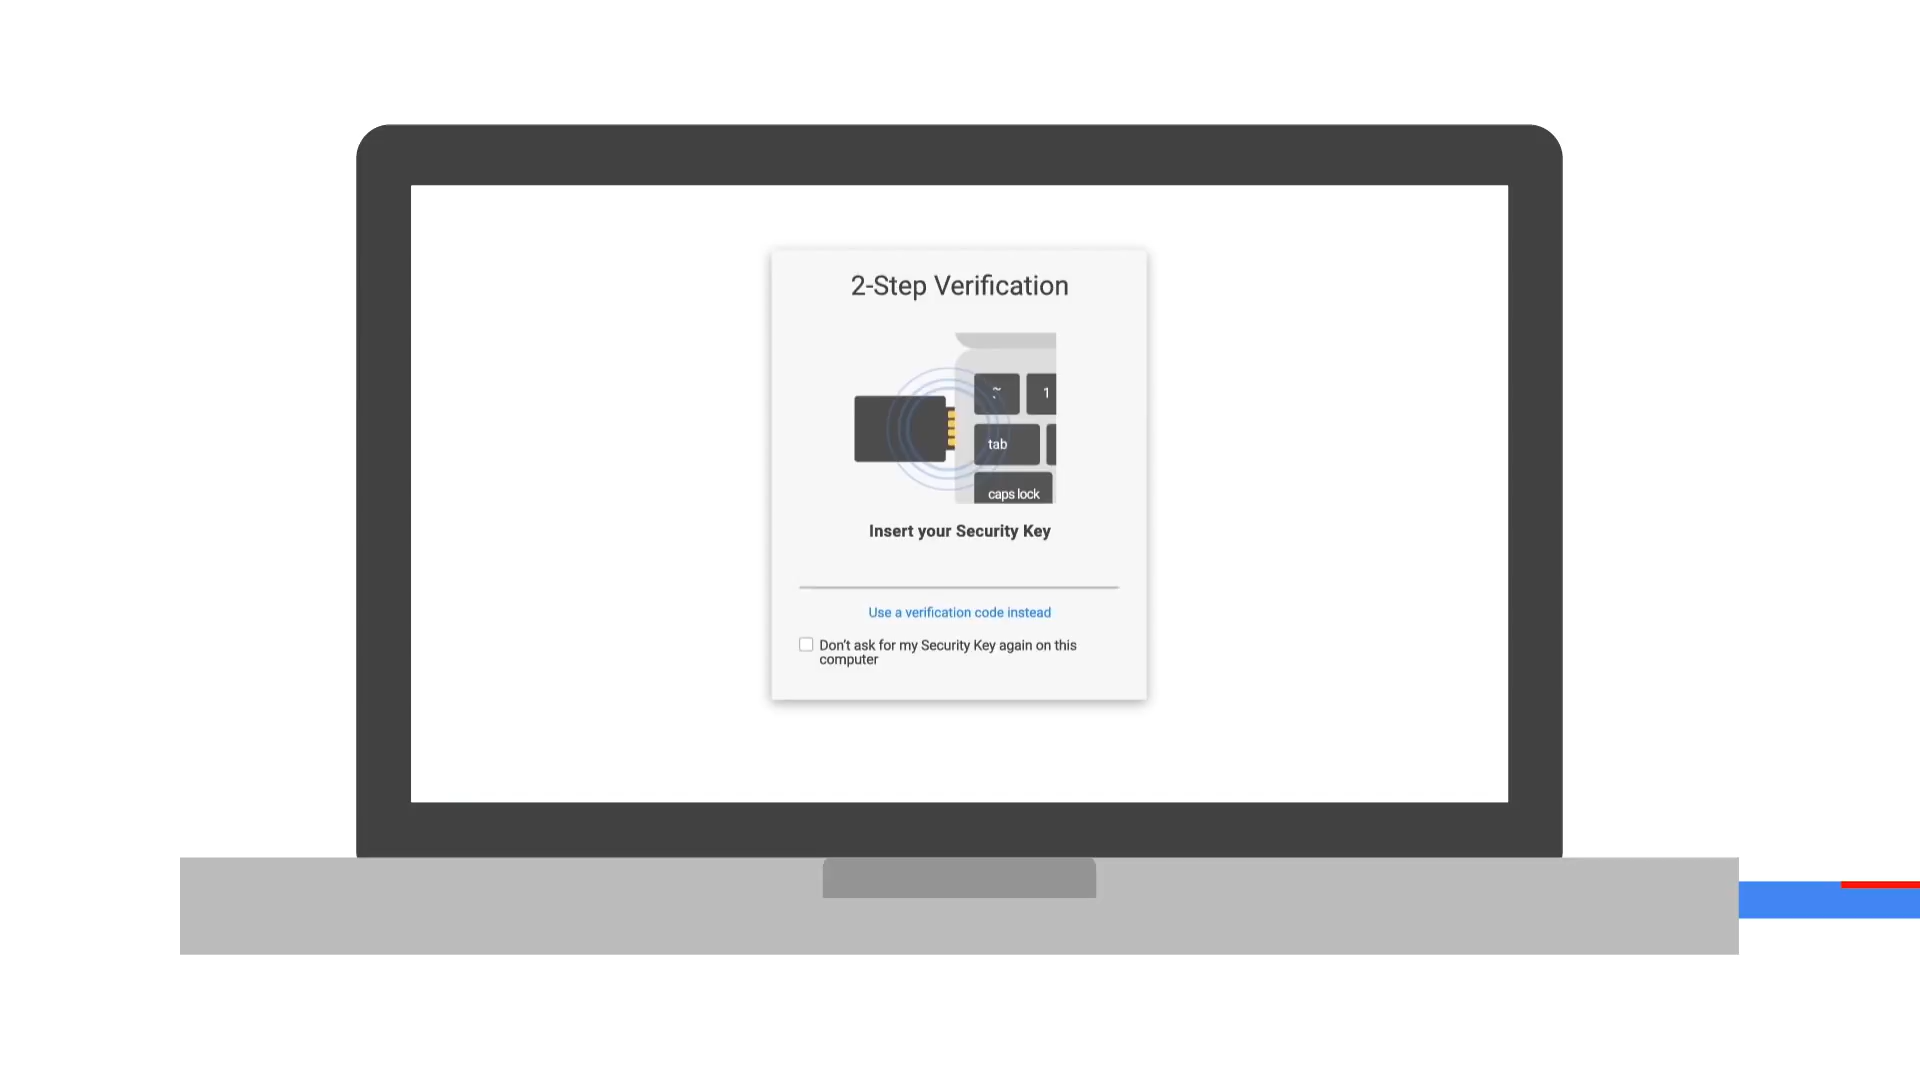 2-Step Verification
~
1
tab
caps lock
Insert your Security Key
Use a verification code instead
Don't ask for my Security Key again on this
computer